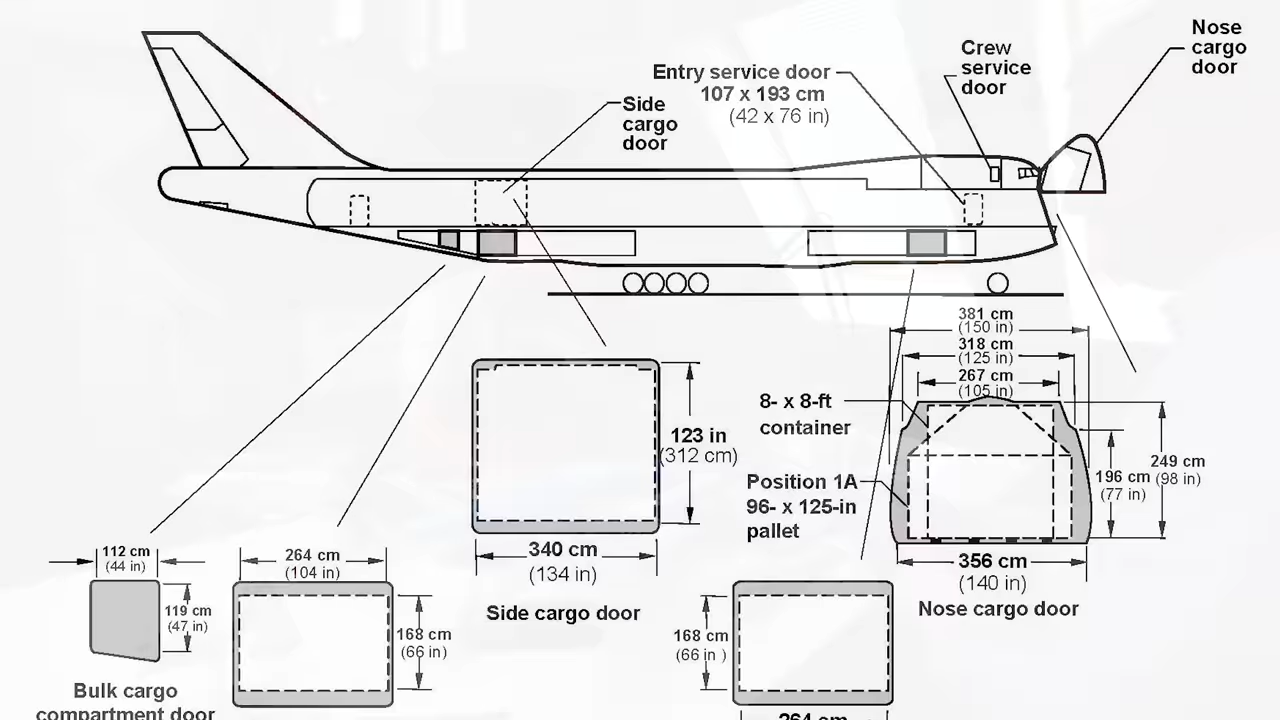 Nose
cargo
door
Crew
service
door
Entry service door
107 x 193 cm
(42 x 76 in)
Side
cargo
door
381 cm
(150 in)
318 cm
(125 in)
267 cm
(105 in)
8- x 8-ft
container
Position 1A
96- x 125-in
pallet
249 cm
(98 in)
196 cm
(77 in)
356 cm
(140 in)
Nose cargo door
123 in
(312 cm)
340 cm
(134 in)
Side cargo door
112 cm
(44 in)
119 cm
(47 in)
Bulk cargo
compartment door
264 cm
(104 in)
168 cm
(66 in)
168 cm
(66 in )
264 cm